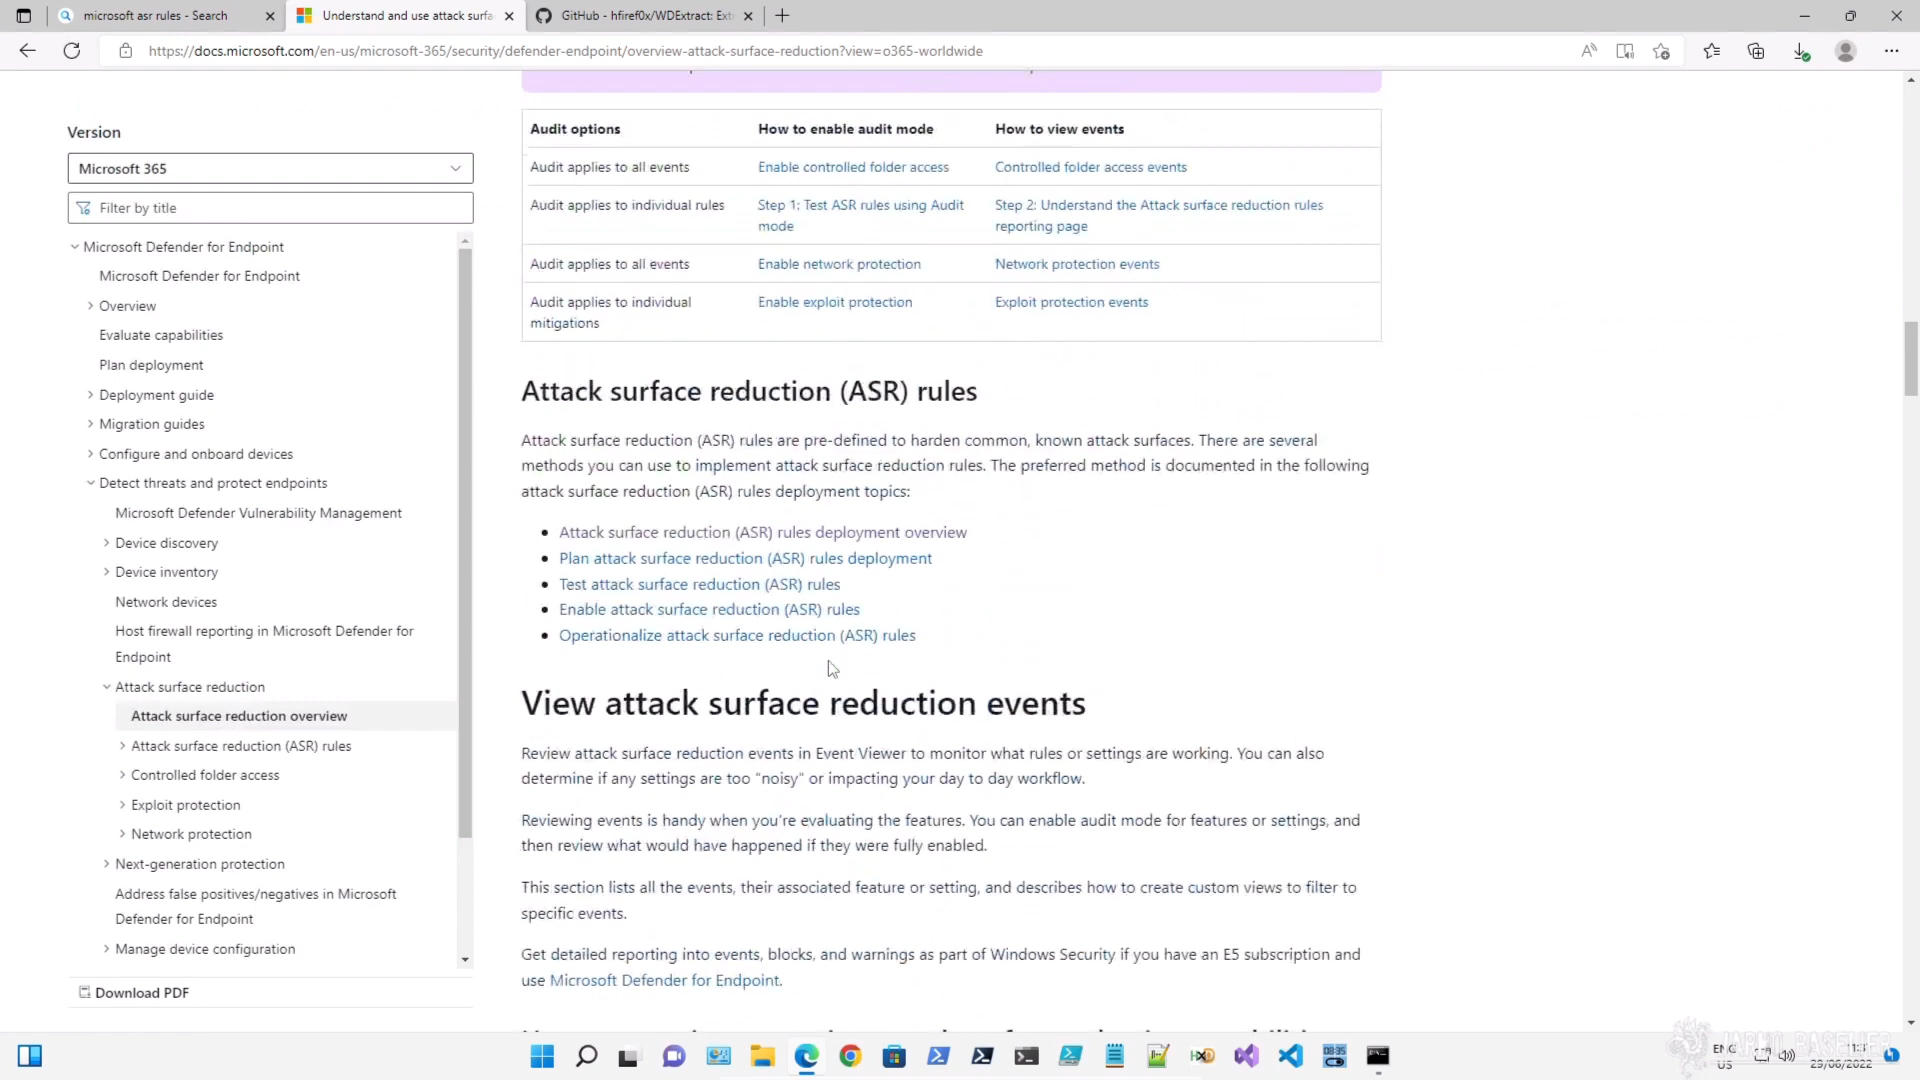 microsoft asr rules - Search
Understand and use attack surfa
GitHub - hfiref0x/WDExtract: Ext
https://docs.microsoft.com/en-us/microsoft-365/security/defender-endpoint/overview-attack-surface-reduction?view=o365-worldwide
Version
Microsoft 365
Filter by title
Microsoft Defender for Endpoint
Microsoft Defender for Endpoint
Overview
Evaluate capabilities
Plan deployment
Deployment guide
Migration guides
Configure and onboard devices
Detect threats and protect endpoints
Microsoft Defender Vulnerability Management
Device discovery
Device inventory
Network devices
Host firewall reporting in Microsoft Defender for
Endpoint
Attack surface reduction
Attack surface reduction overview
Attack surface reduction (ASR) rules
Controlled folder access
Exploit protection
Network protection
Next-generation protection
Address false positives/negatives in Microsoft
Defender for Endpoint
Manage device configuration
Download PDF
Audit options How to enable audit mode How to view events
Audit applies to all events Enable controlled folder access Controlled folder access events
Audit applies to individual rules Step 1: Test ASR rules using Audit Step 2: Understand the Attack surface reduction rules
mode reporting page
Audit applies to all events Enable network protection Network protection events
Audit applies to individual Enable exploit protection Exploit protection events
mitigations
Attack surface reduction (ASR) rules
Attack surface reduction (ASR) rules are pre-defined to harden common, known attack surfaces. There are several
methods you can use to implement attack surface reduction rules. The preferred method is documented in the following
attack surface reduction (ASR) rules deployment topics:
• Attack surface reduction (ASR) rules deployment overview
• Plan attack surface reduction (ASR) rules deployment
• Test attack surface reduction (ASR) rules
• Enable attack surface reduction (ASR) rules
• Operationalize attack surface reduction (ASR) rules
View attack surface reduction events
Review attack surface reduction events in Event Viewer to monitor what rules or settings are working. You can also
determine if any settings are too "noisy" or impacting your day to day workflow.
Reviewing events is handy when you're evaluating the features. You can enable audit mode for features or settings, and
then review what would have happened if they were fully enabled.
This section lists all the events, their associated feature or setting, and describes how to create custom views to filter to
specific events.
Get detailed reporting into events, blocks, and warnings as part of Windows Security if you have an E5 subscription and
use Microsoft Defender for Endpoint.
ENG
US
29/06/2022